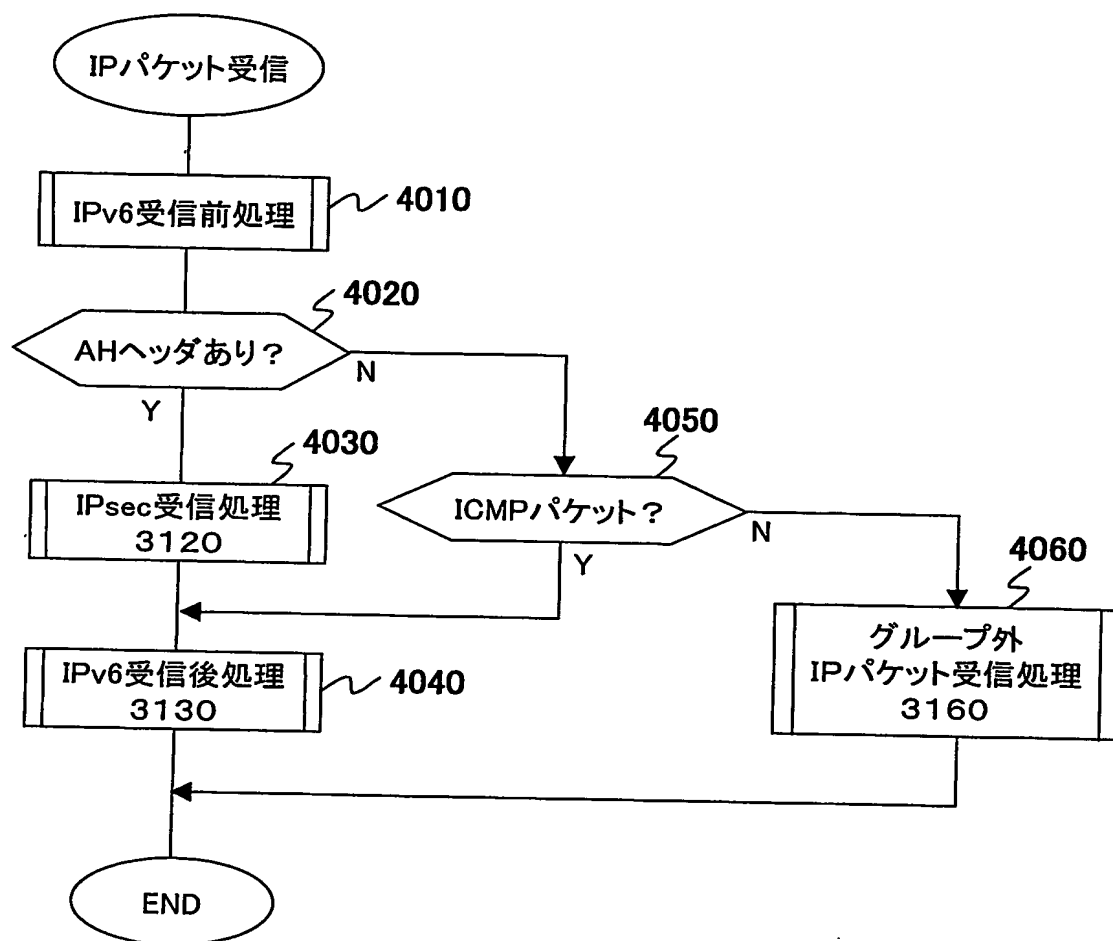 IPパケット受信
IPv6受信前処理
4010
4020
AHヘッダあり?
N
Y
4030
4050
IPsec受信処理
3120
ICMPパケット?
N
Y
4060
グループ外
IPパケット受信処理
3160
IPv6受信後処理
3130
4040
END